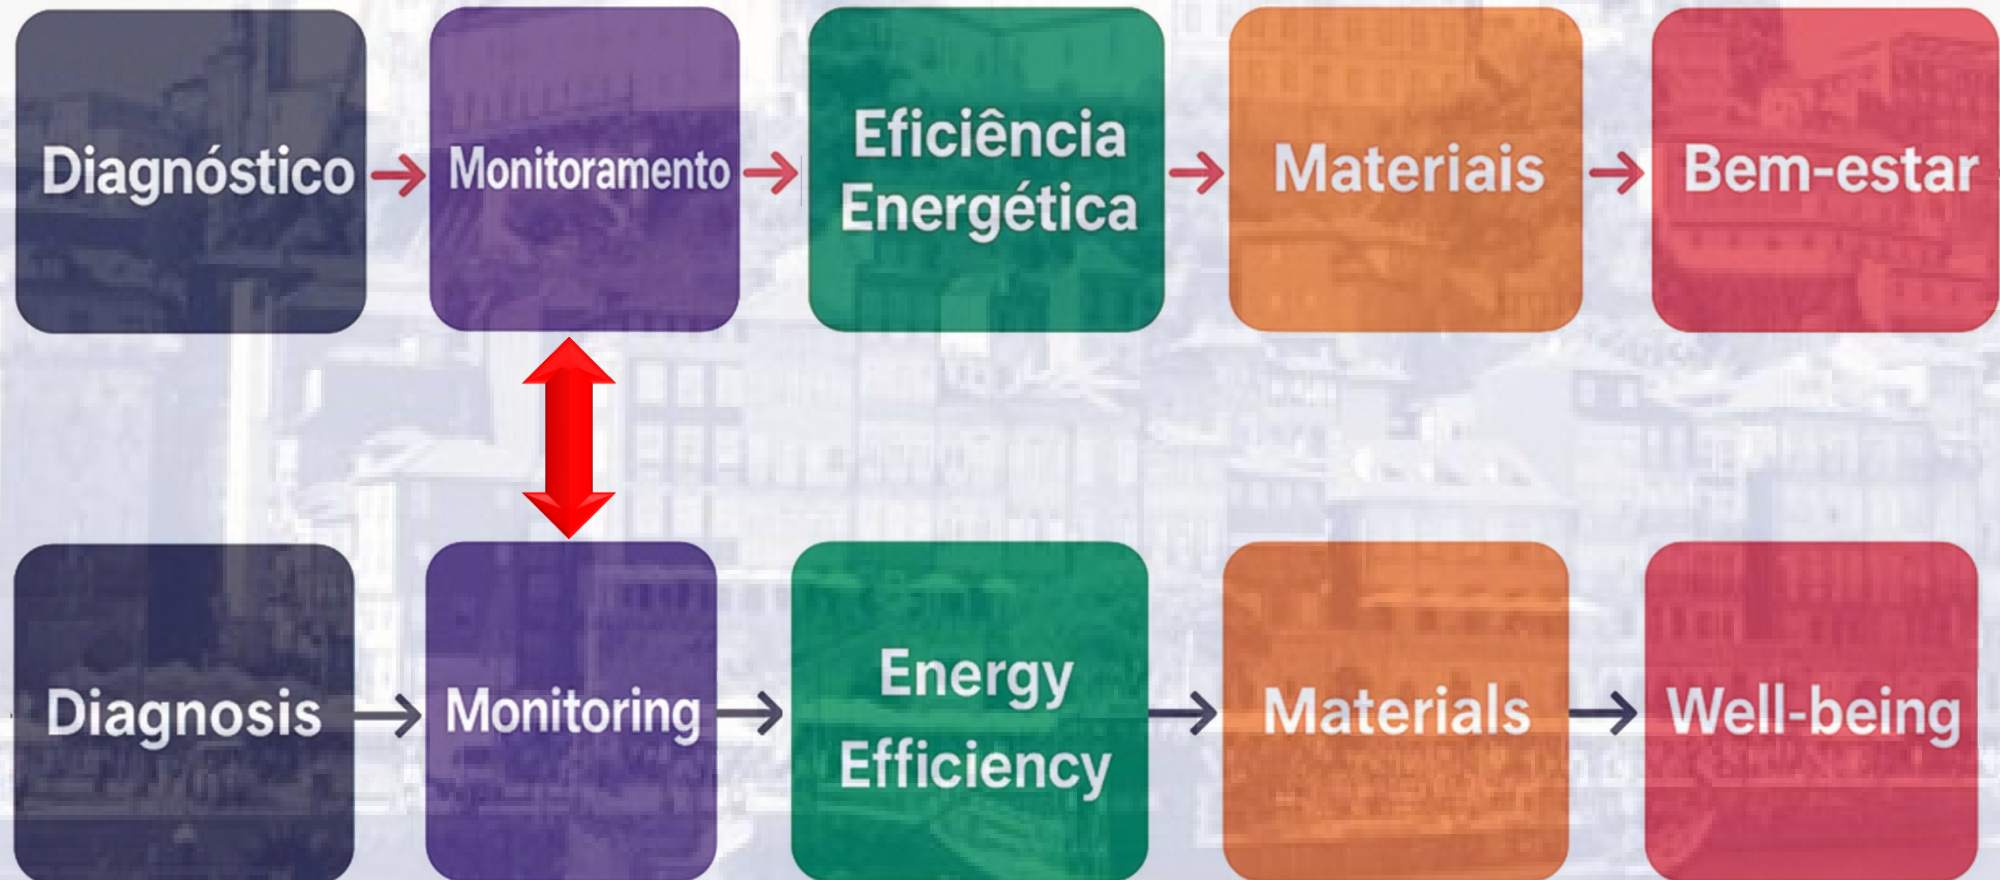 Diagnóstico
Monitoramento
Eficiência
Energética
Materiais
Bem-estar
Diagnosis
Monitoring
Energy
Efficiency
Materials
Well-being